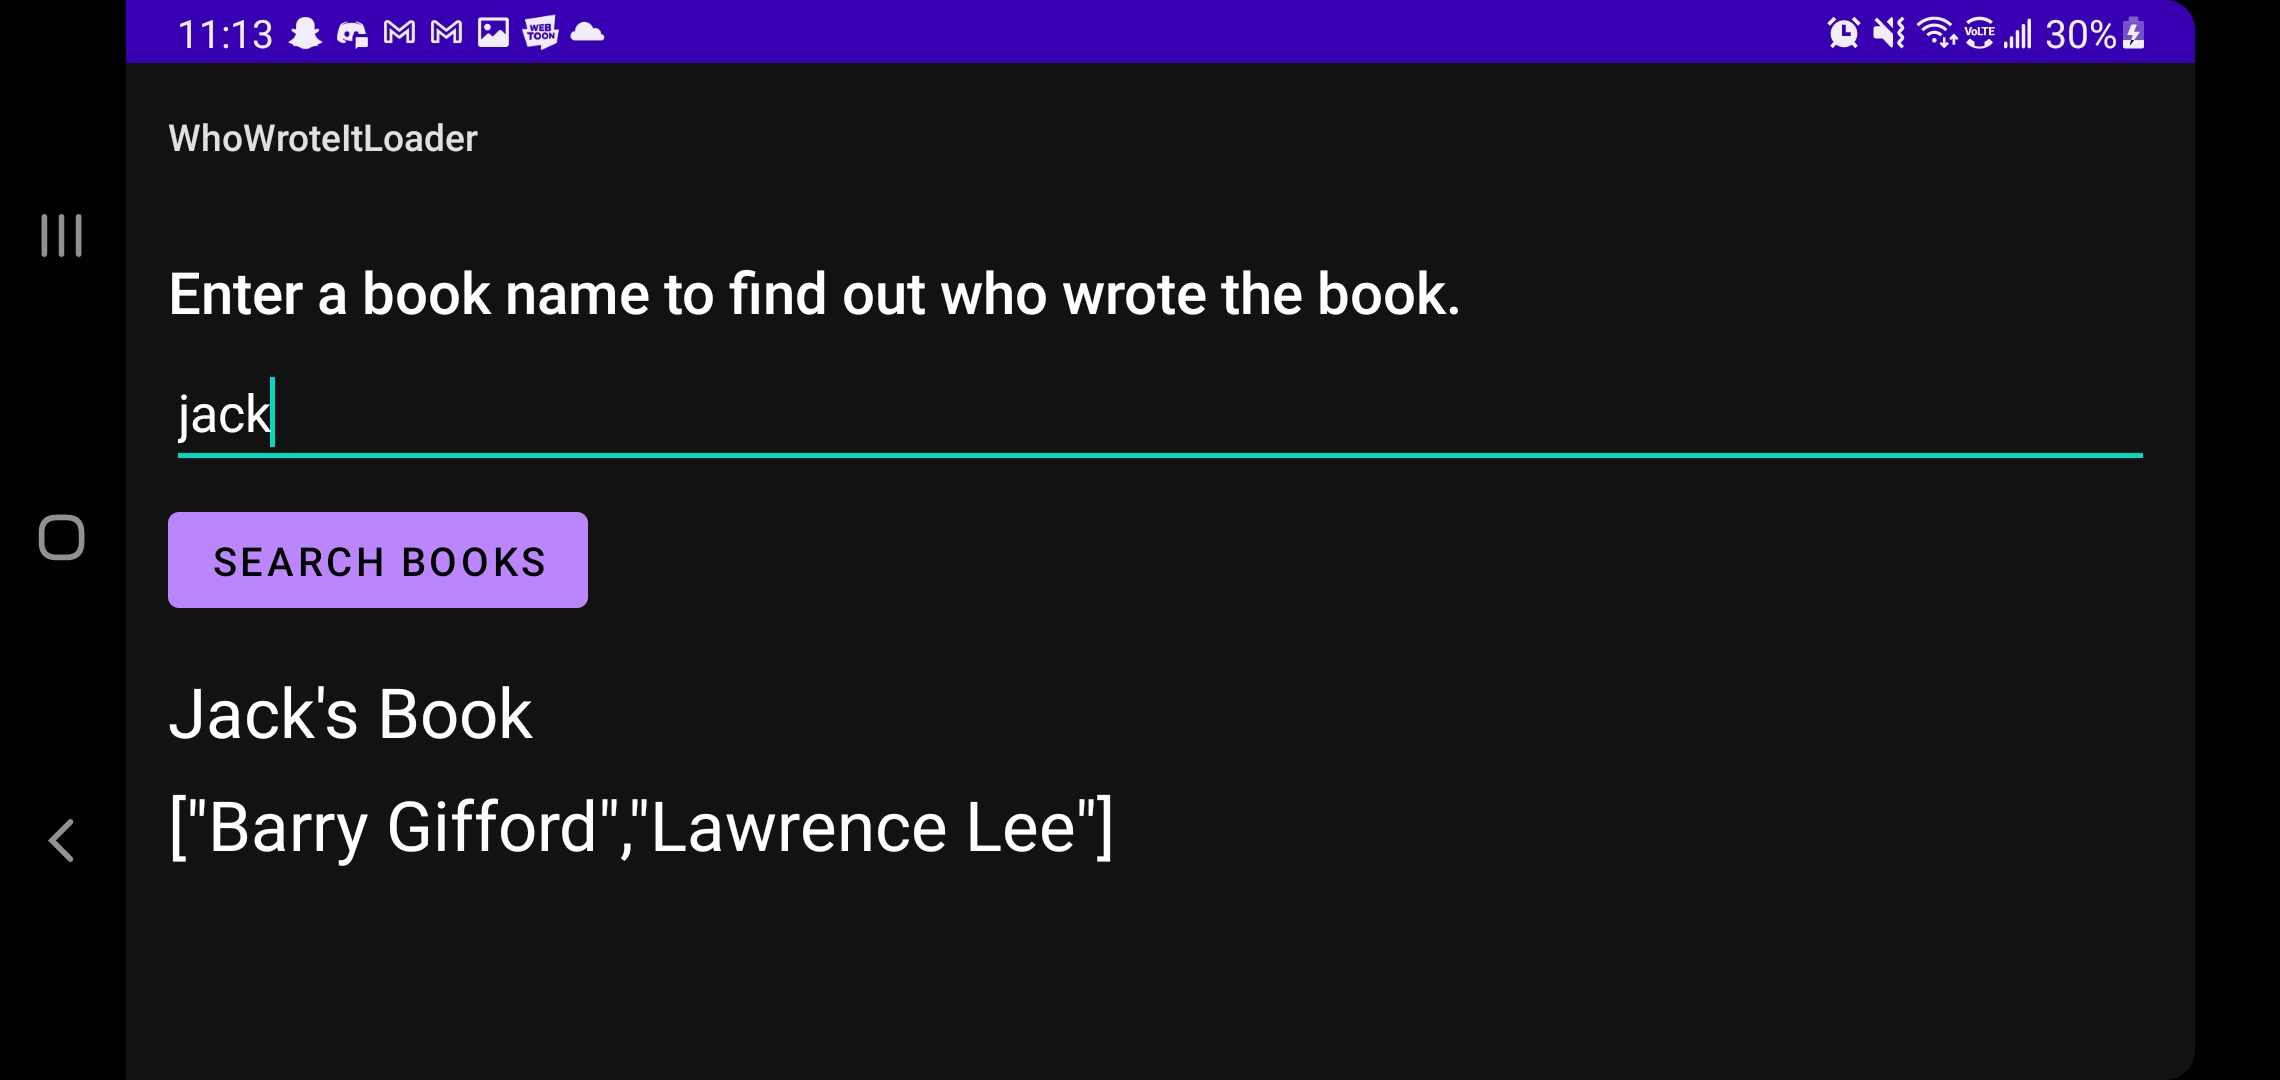 11:13 WEB TOON VoLTE 30%
WhoWroteItLoader
Enter a book name to find out who wrote the book.
jack
SEARCH BOOKS
Jack's Book
["Barry Gifford","Lawrence Lee"]